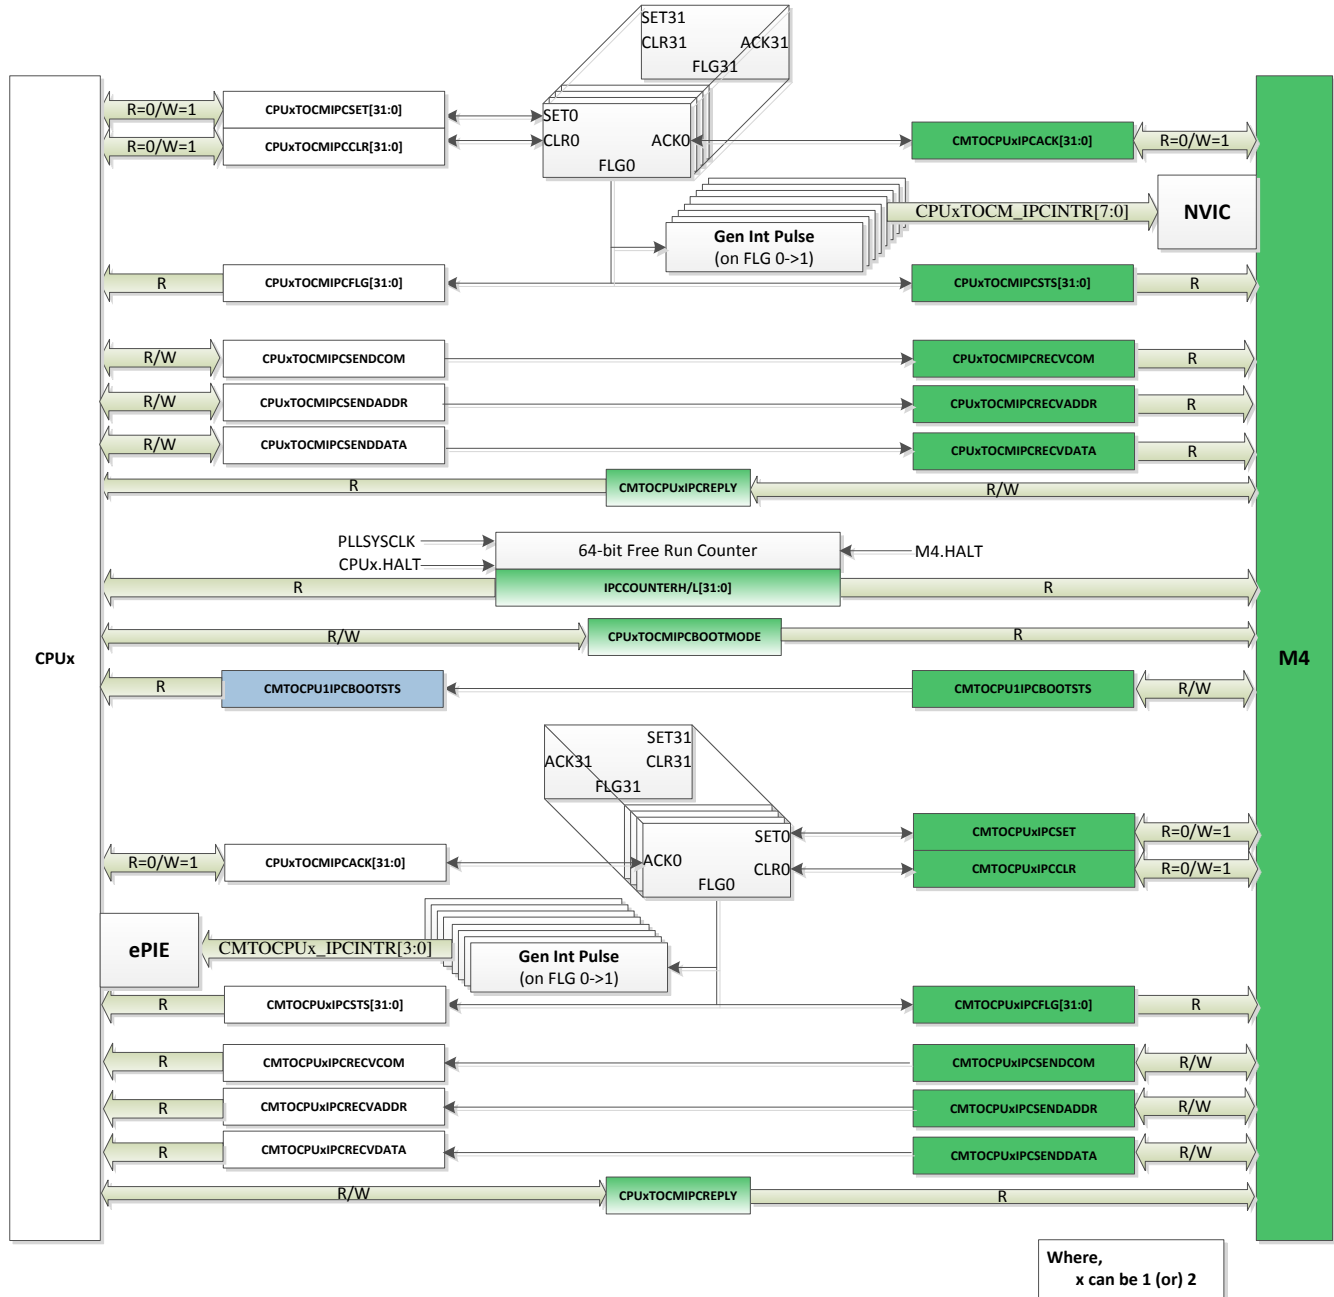 SET31
CLR31
ACK31
FLG31
R=0/W=1
CPUxTOCMIPCSET[31:0]
SET0
R=0/W=1
CPUxTOCMIPCCLR[31:0]
CLR0
ACK0
CMTOCPUxIPCACK[31:0]
R=0/W=1
FLG0
CPUxTOCM_IPCINTR[7:0]
NVIC
Gen Int Pulse
(on FLG 0->1)
R
CPUxTOCMIPCFLG[31:0]
CPUxTOCMIPCSTS[31:0]
R
R/W
CPUxTOCMIPCSENDCOM
CPUxTOCMIPCRECVCOM
R
R/W
CPUxTOCMIPCSENDADDR
CPUxTOCMIPCRECVADDR
R
R/W
CPUxTOCMIPCSENDDATA
CPUxTOCMIPCRECVDATA
R
R
CMTOCPUxIPCREPLY
R/W
PLLSYSCLK
64-bit Free Run Counter
M4.HALT
CPUx.HALT
R
IPCCOUNTERH/L[31:0]
R
R/W
CPUxTOCMIPCBOOTMODE
R
CPUx
M4
R
CMTOCPU1IPCBOOTSTS
CMTOCPU1IPCBOOTSTS
R/W
SET31
ACK31
CLR31
FLG31
SET0
CMTOCPUxIPCSET
R=0/W=1
R=0/W=1
CPUxTOCMIPCACK[31:0]
ACK0
CLR0
CMTOCPUxIPCCLR
R=0/W=1
FLG0
ePIE
CMTOCPUx_IPCINTR[3:0]
Gen Int Pulse
(on FLG 0->1)
R
CMTOCPUxIPCSTS[31:0]
CMTOCPUxIPCFLG[31:0]
R
R
CMTOCPUxIPCRECVCOM
CMTOCPUxIPCSENDCOM
R/W
R
CMTOCPUxIPCRECVADDR
CMTOCPUxIPCSENDADDR
R/W
R
CMTOCPUxIPCRECVDATA
CMTOCPUxIPCSENDDATA
R/W
R/W
CPUxTOCMIPCREPLY
R
Where,
x can be 1 (or) 2